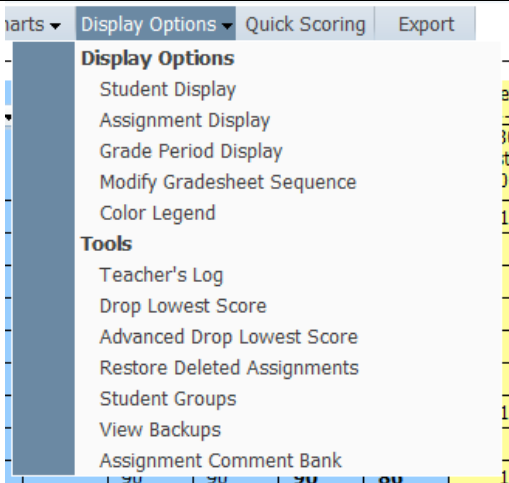 Display Options Quick Scoring Export
Display Options
Student Display
Assignment Display
Grade Period Display
Modify Gradesheet Sequence
Color Legend
Tools
Teacher's Log
Drop Lowest Score
Advanced Drop Lowest Score
Restore Deleted Assignments
Student Groups
View Backups
Assignment Comment Bank